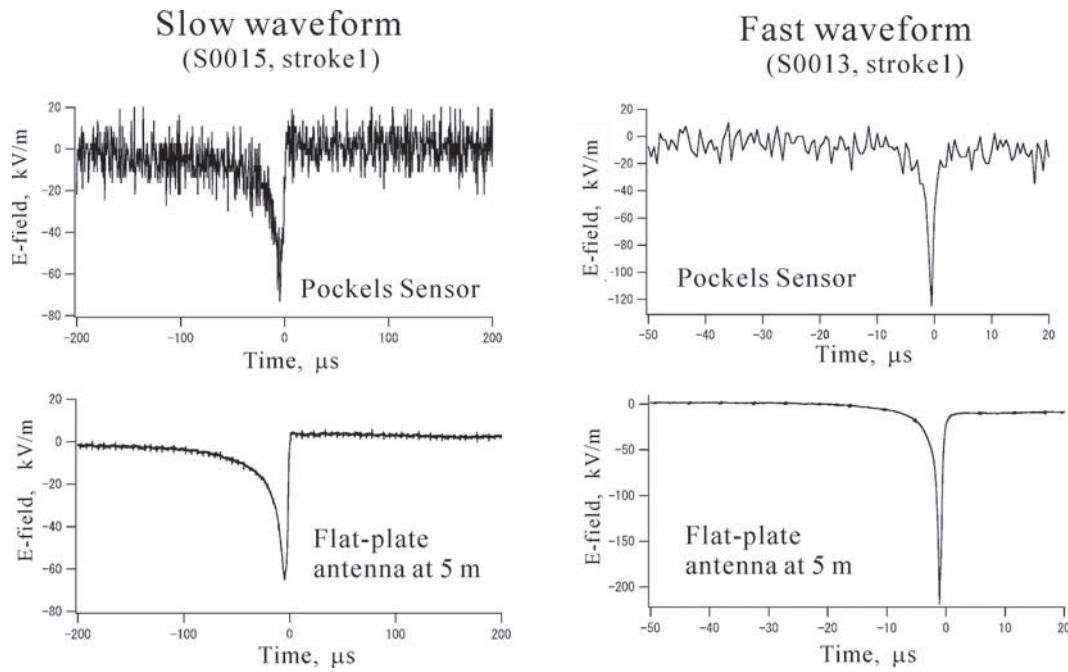 Slow waveform
(S0015, stroke1)
20
0
-20
-40
-60
-80
E-field, kV/m
Pockels Sensor
-200 -100 0 100 200
Time, μs
Fast waveform
(S0013, stroke1)
20
0
-20
-40
-60
-80
-100
-120
E-field, kV/m
Pockels Sensor
-50 -40 -30 -20 -10 0 10 20
Time, μs
20
0
-20
-40
-60
-80
E-field, kV/m
Flat-plate
antenna at 5 m
-200 -100 0 100 200
Time, μs
0
-50
-100
-150
-200
E-field, kV/m
Flat-plate
antenna at 5 m
-50 -40 -30 -20 -10 0 10 20
Time, μs